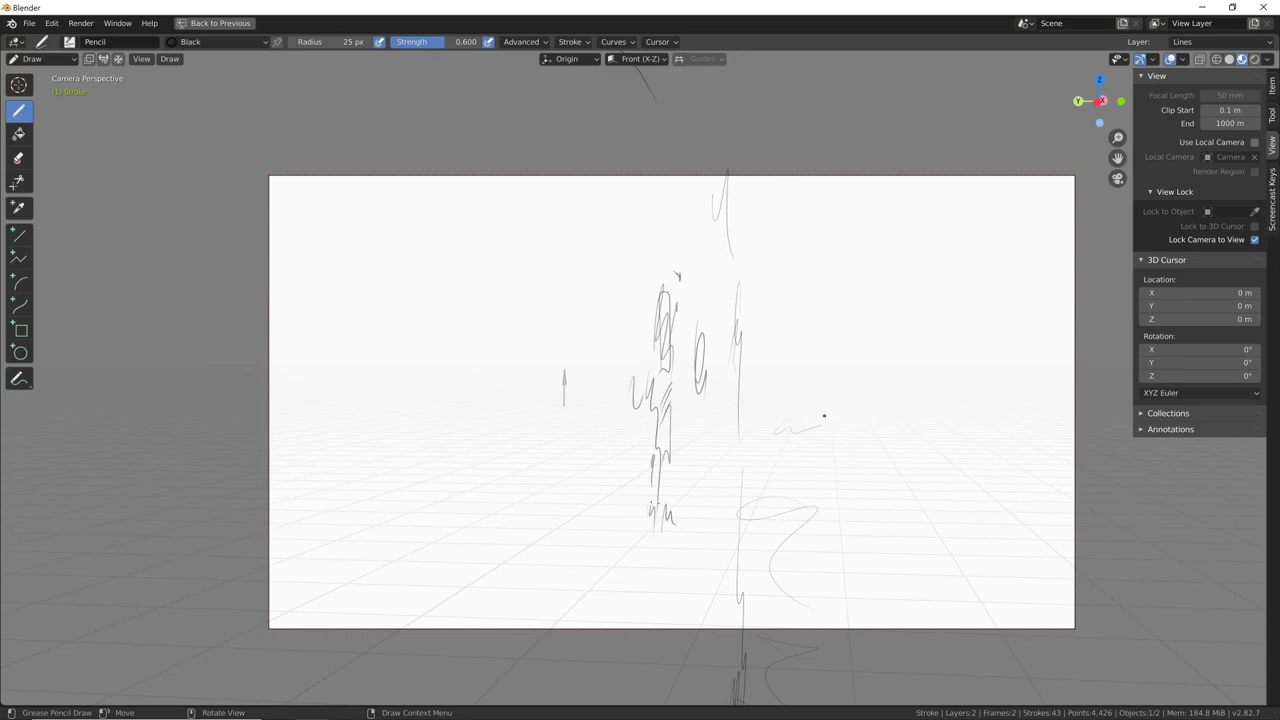 Blender
File Edit Render Window Help Back to Previous Scene View Layer
Pencil Black Radius 25 px Strength 0.600 Advanced Stroke Curves Cursor Layer: Lines
Draw View Draw Origin Front (X-Z) Guides
Camera Perspective
(1) Stroke
View
Focal Length 50 mm
Clip Start 0.1 m
End 1000 m
Use Local Camera
Local Camera Camera
Render Region
View Lock
Lock to Object
Lock to 3D Cursor
Lock Camera to View
3D Cursor
Location:
X 0 m
Y 0 m
Z 0 m
Rotation:
X 0°
Y 0°
Z 0°
XYZ Euler
Collections
Annotations
Item
Tool
View
Screencast Keys
Z
Y
X
Grease Pencil Draw Move Rotate View Draw Context Menu Stroke | Layers:2 | Frames:2 | Strokes:43 | Points:4,426 | Objects:1/2 | Mem: 184.8 MiB | v2.82.7